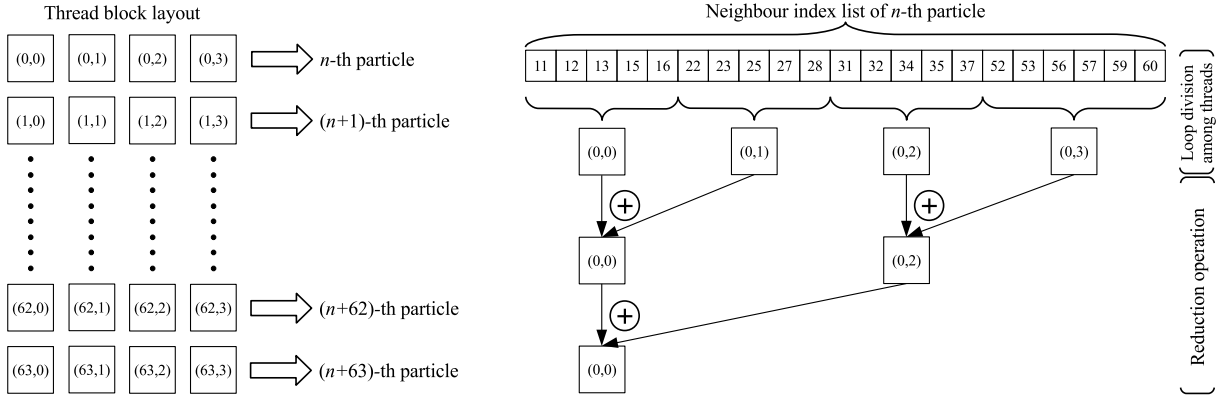 Thread block layout
(0,0) (0,1) (0,2) (0,3) n-th particle
(1,0) (1,1) (1,2) (1,3) (n+1)-th particle
(62,0) (62,1) (62,2) (62,3) (n+62)-th particle
(63,0) (63,1) (63,2) (63,3) (n+63)-th particle
Neighbour index list of n-th particle
11 12 13 15 16 22 23 25 27 28 31 32 34 35 37 52 53 56 57 59 60
(0,0) (0,1) (0,2) (0,3)
+ +
(0,0) (0,2)
+
(0,0)
Loop division
among threads
Reduction operation